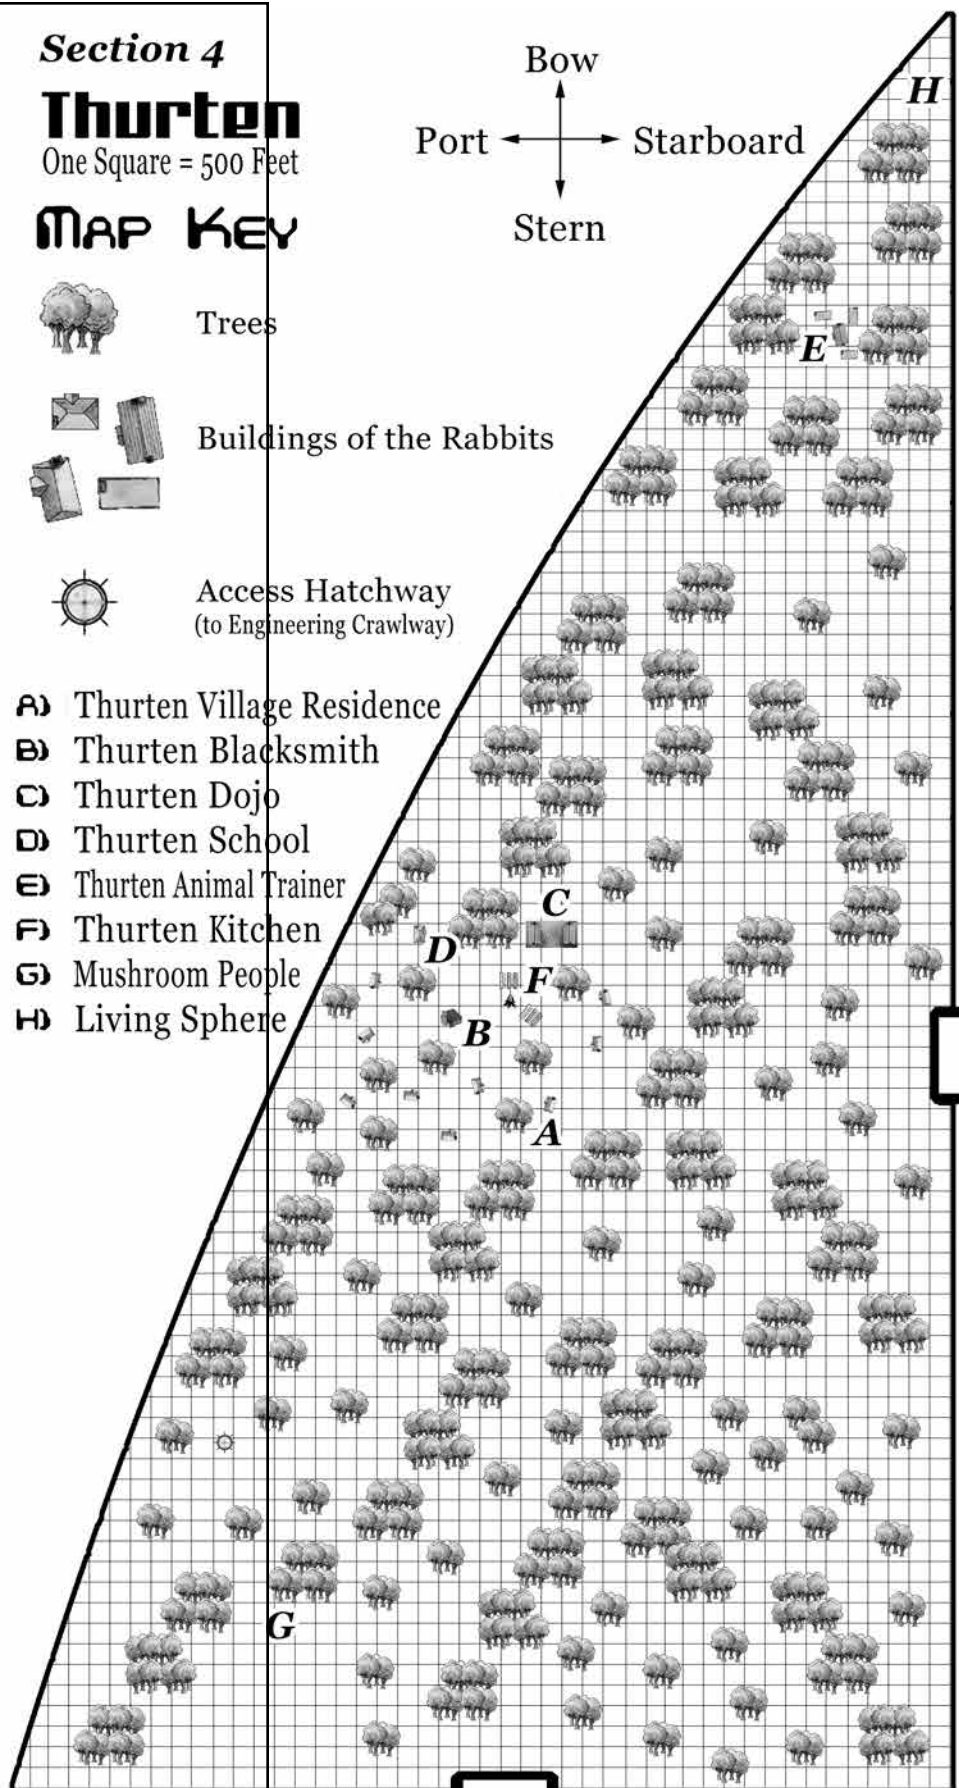 Section 4
Thurten
One Square = 500 Feet
Map Key
Trees
Buildings of the Rabbits
Access Hatchway
(to Engineering Crawlway)
A) Thurten Village Residence
B) Thurten Blacksmith
C) Thurten Dojo
D) Thurten School
E) Thurten Animal Trainer
F) Thurten Kitchen
G) Mushroom People
H) Living Sphere
Bow
Port
Starboard
Stern
H
E
C
D
F
B
A
G